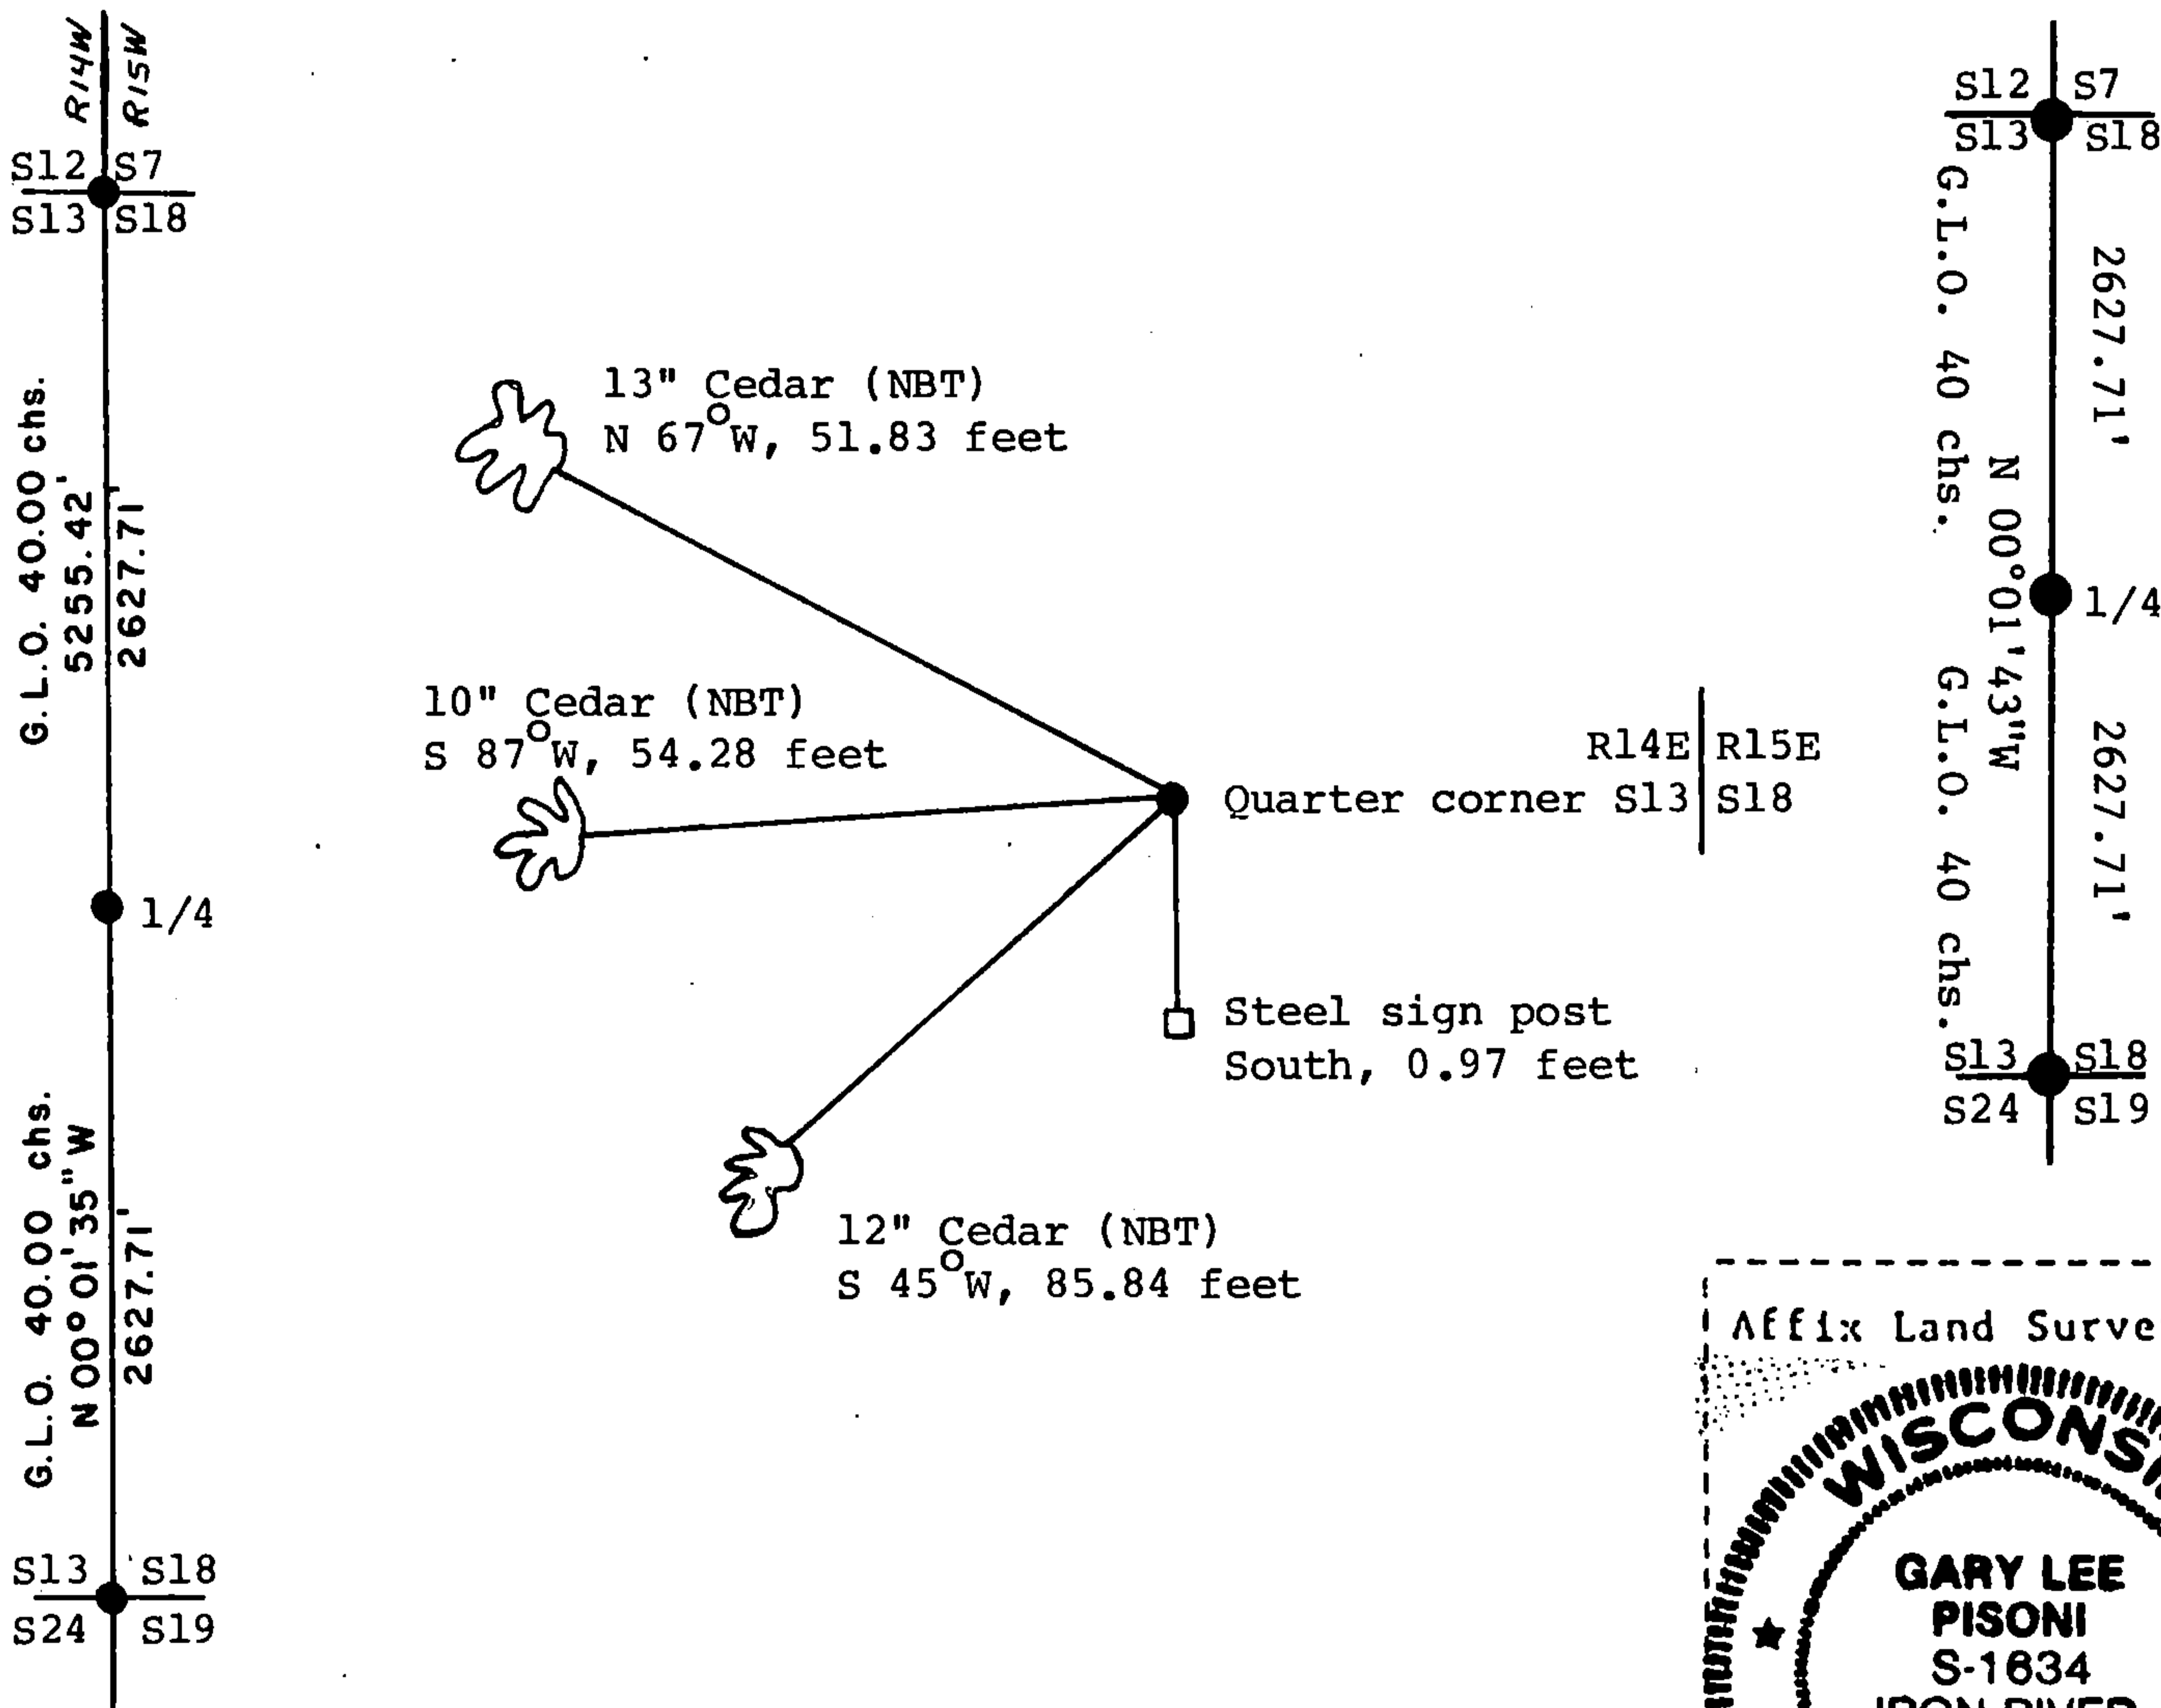 R14W
R15W
S12 S7
S13 S18
G.L.O. 40.00 chs.
5255.42'
2627.71'
1/4
G.L.O. 40.00 chs.
N 00° 01' 35" W
2627.71'
S13 S18
S24 S19
13" Cedar (NBT)
N 67°W, 51.83 feet
10" Cedar (NBT)
S 87°W, 54.28 feet
R14E R15E
Quarter corner S13 S18
Steel sign post
South, 0.97 feet
12" Cedar (NBT)
S 45°W, 85.84 feet
S12 S7
S13 S18
G.L.O. 40 chs.
2627.71'
N 00°01'43"W
1/4
G.L.O. 40 chs.
2627.71'
S13 S18
S24 S19
Affix Land Surve
WISCONS
GARY LEE
PISONI
S-1634
IRON RIVER